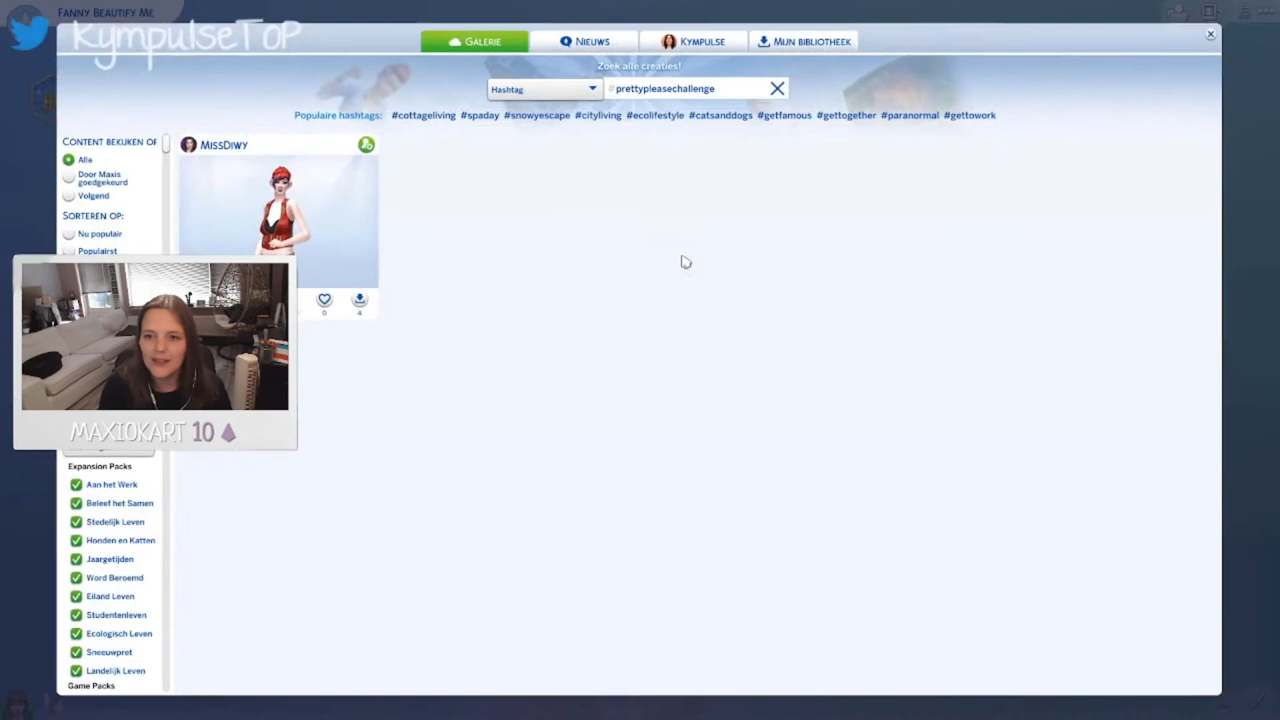 FANNY BEAUTIFY ME
KympulseTOP
GALERIE
NIEUWS
KYMPULSE
MIJN BIBLIOTHEEK
Zoek alle creaties!
Hashtag
# prettypleasechallenge
Populaire hashtags: #cottageliving #spaday #snowyescape #cityliving #ecolifestyle #catsanddogs #getfamous #gettogether #paranormal #gettowork
CONTENT BEKIJKEN OP
Alle
Door Maxis
goedgekeurd
Volgend
SORTEREN OP:
Nu populair
Populairst
MISSDIWY
0
4
MAXIOKART 10
Expansion Packs
Aan het Werk
Beleef het Samen
Stedelijk Leven
Honden en Katten
Jaargetijden
Word Beroemd
Eiland Leven
Studentenleven
Ecologisch Leven
Sneeuwpret
Landelijk Leven
Game Packs